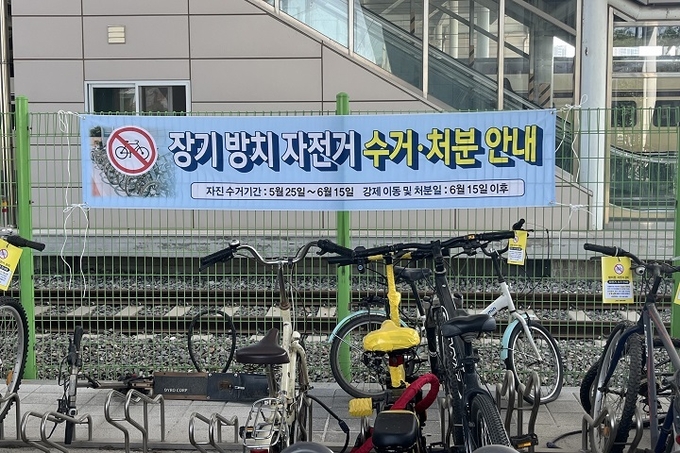 장기 방치 자전거 수거·처분 안내
자진 수거기간 : 5월 25일 ~ 6월 15일 강제 이동 및 처분일 : 6월 15일 이후
DYRO CORP